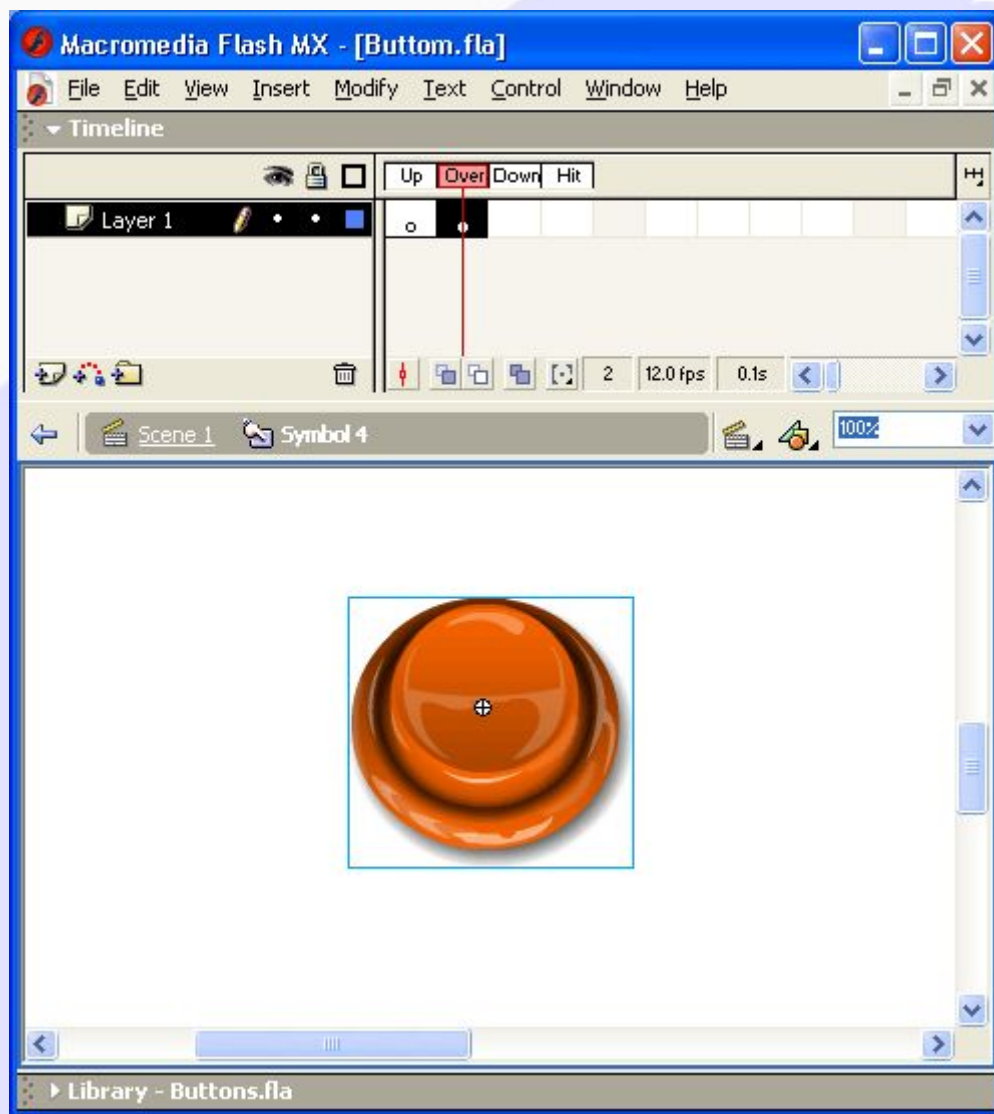 Macromedia Flash MX - [Buttom.fla]
File Edit View Insert Modify Text Control Window Help
Timeline
Up Over Down Hit
Layer 1
2 12.0 fps 0.1s
Scene 1 Symbol 4 100%
Library - Buttons.fla